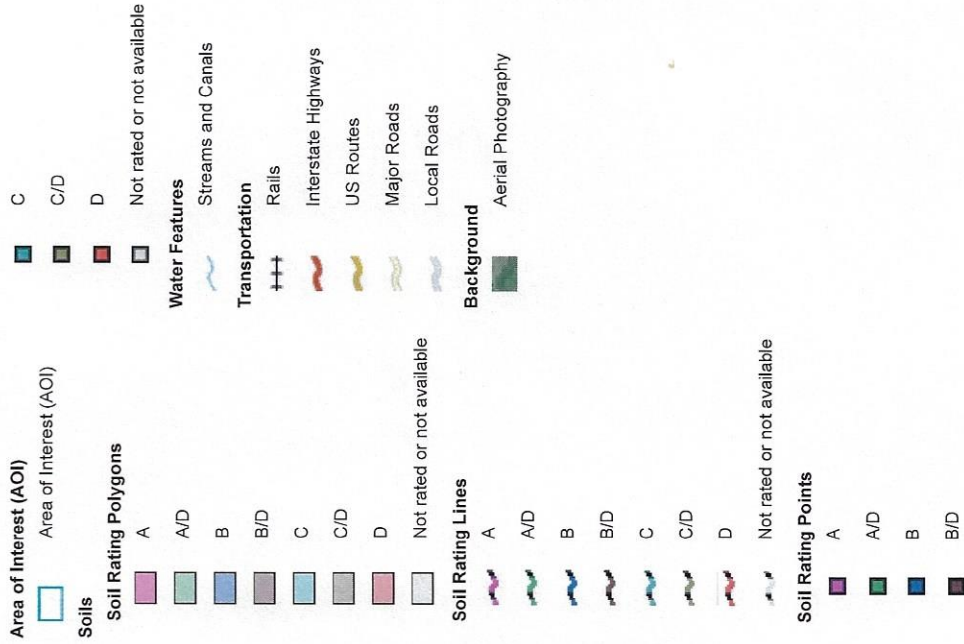 Area of Interest (AOI)
Area of Interest (AOI)
Soils
Soil Rating Polygons
A
A/D
B
B/D
C
C/D
D
Not rated or not available
Soil Rating Lines
A
A/D
B
B/D
C
C/D
D
Not rated or not available
Soil Rating Points
A
A/D
B
B/D
C
C/D
D
Not rated or not available
Water Features
Streams and Canals
Transportation
Rails
Interstate Highways
US Routes
Major Roads
Local Roads
Background
Aerial Photography